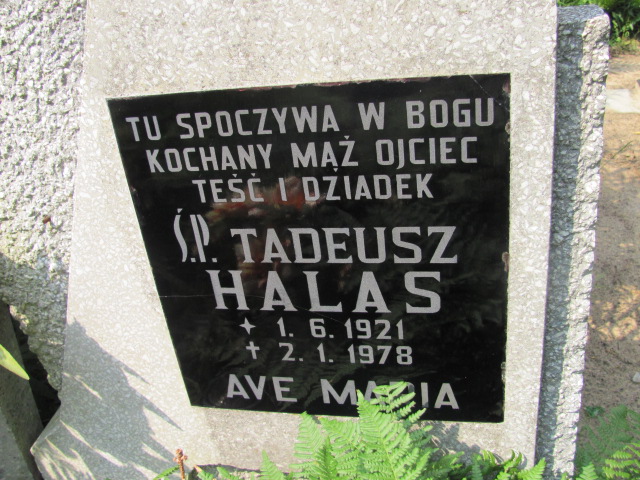 TU SPOCZYWA W BOGU
KOCHANY MĄŻ OJCIEC
TEŚĆ I DZIADEK
Ś.P. TADEUSZ
HALAS
✦ 1. 6. 1921
✝ 2. 1. 1978
AVE MARIA